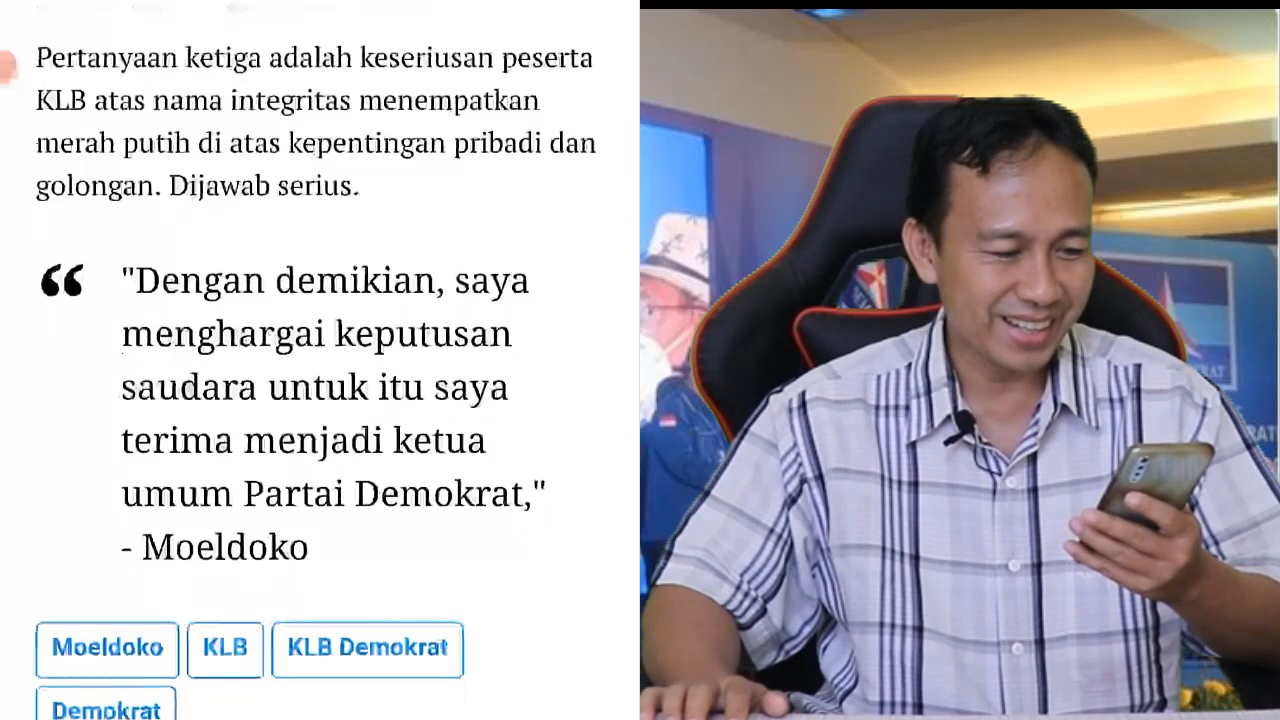 Pertanyaan ketiga adalah keseriusan peserta
KLB atas nama integritas menempatkan
merah putih di atas kepentingan pribadi dan
golongan. Dijawab serius.
“ "Dengan demikian, saya
menghargai keputusan
saudara untuk itu saya
terima menjadi ketua
umum Partai Demokrat,"
- Moeldoko
Moeldoko KLB KLB Demokrat
Demokrat